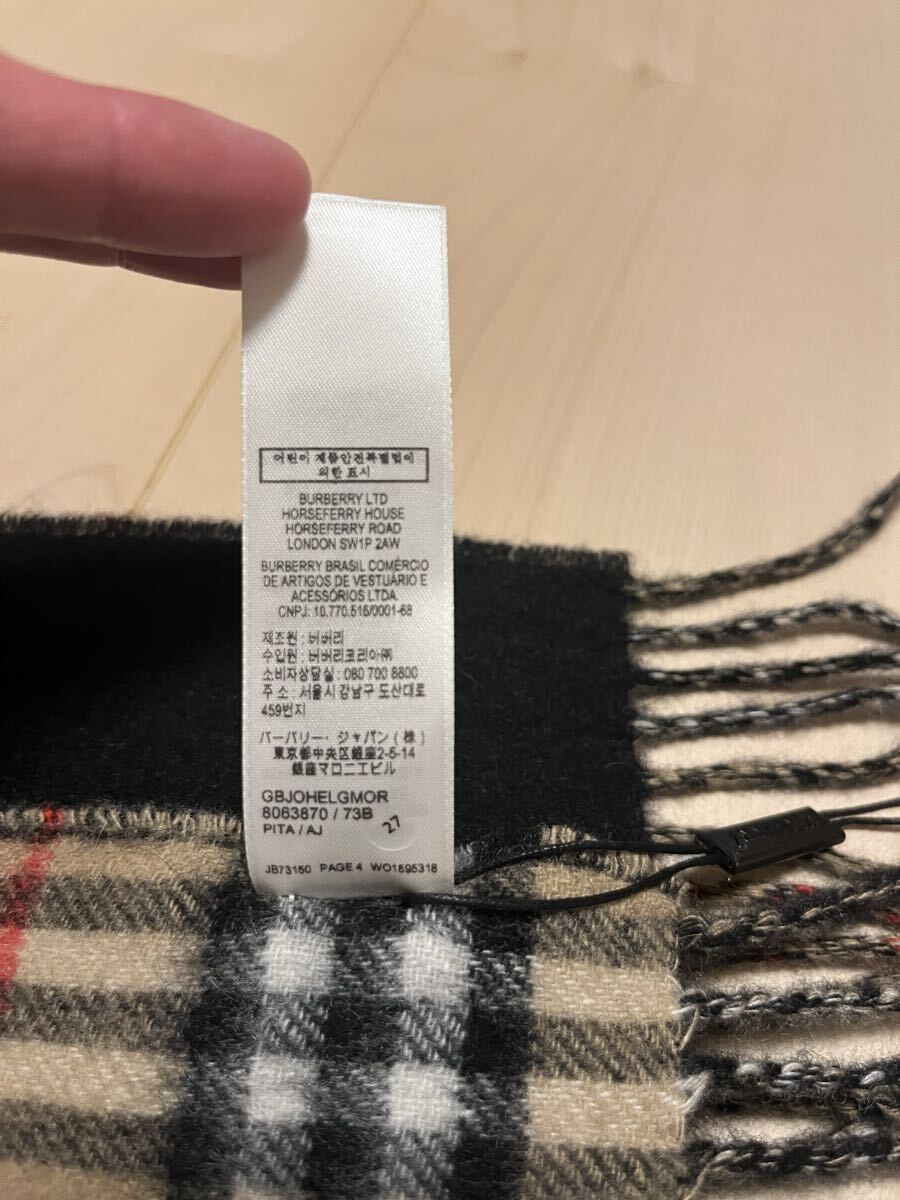 어린이 제품안전특별법에
의한 표시
BURBERRY LTD
HORSEFERRY HOUSE
HORSEFERRY ROAD
LONDON SW1P 2AW
BURBERRY BRASIL COMÉRCIO
DE ARTIGOS DE VESTUÁRIO E
ACESSÓRIOS LTDA.
CNPJ: 10.770.516/0001-68
제조원 : 버버리
수입원 : 버버리코리아㈜
소비자상담실 : 080 700 8800
주 소 : 서울시 강남구 도산대로
459번지
バーバリー・ジャパン(株)
東京都中央区銀座2-5-14
銀座マロニエビル
GBJOHELGMOR
8063870 / 73B
PITA / AJ
27
JB73150 PAGE 4 WO1595318